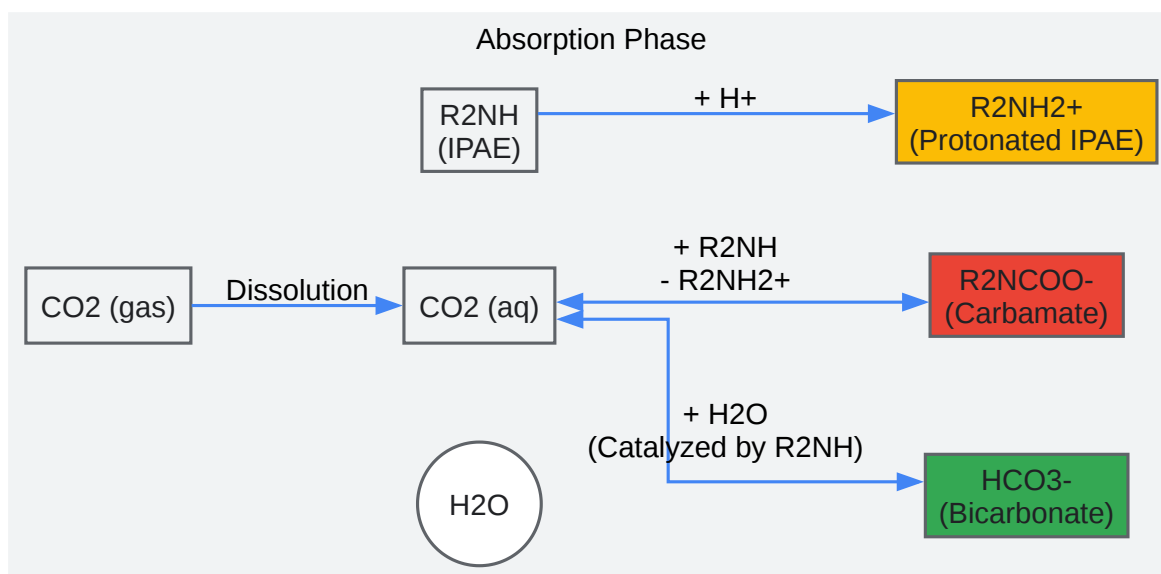 Absorption Phase
R2NH
(IPAE)
+ H+
R2NH2+
(Protonated IPAE)
CO2 (gas)
Dissolution
CO2 (aq)
+ R2NH
- R2NH2+
R2NCOO-
(Carbamate)
+ H2O
(Catalyzed by R2NH)
H2O
HCO3-
(Bicarbonate)